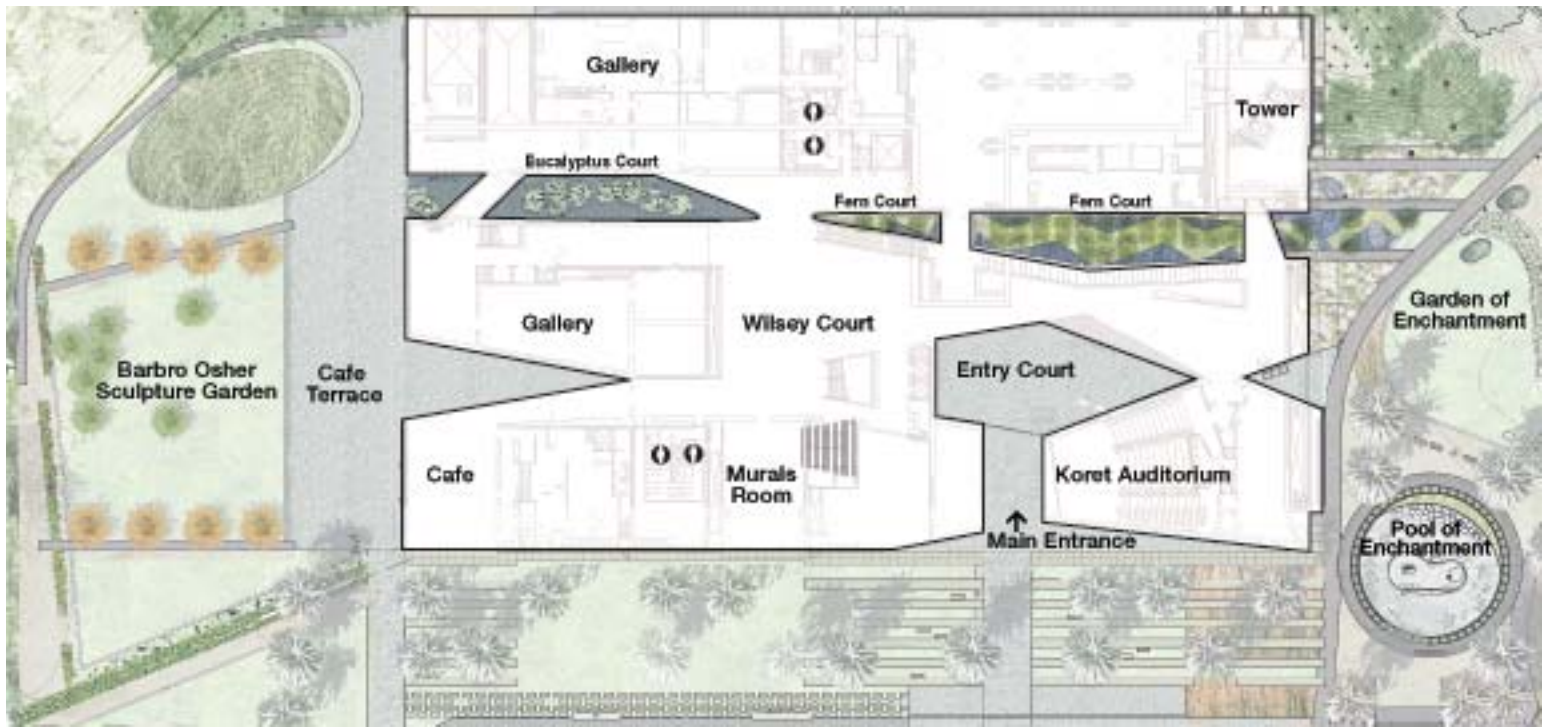 Gallery
Tower
Eucalyptus Court
Fern Court
Fern Court
Garden of
Enchantment
Gallery
Wilsey Court
Barbro Osher
Sculpture Garden
Cafe
Terrace
Entry Court
Cafe
Murals
Room
Koret Auditorium
Main Entrance
Pool of
Enchantment